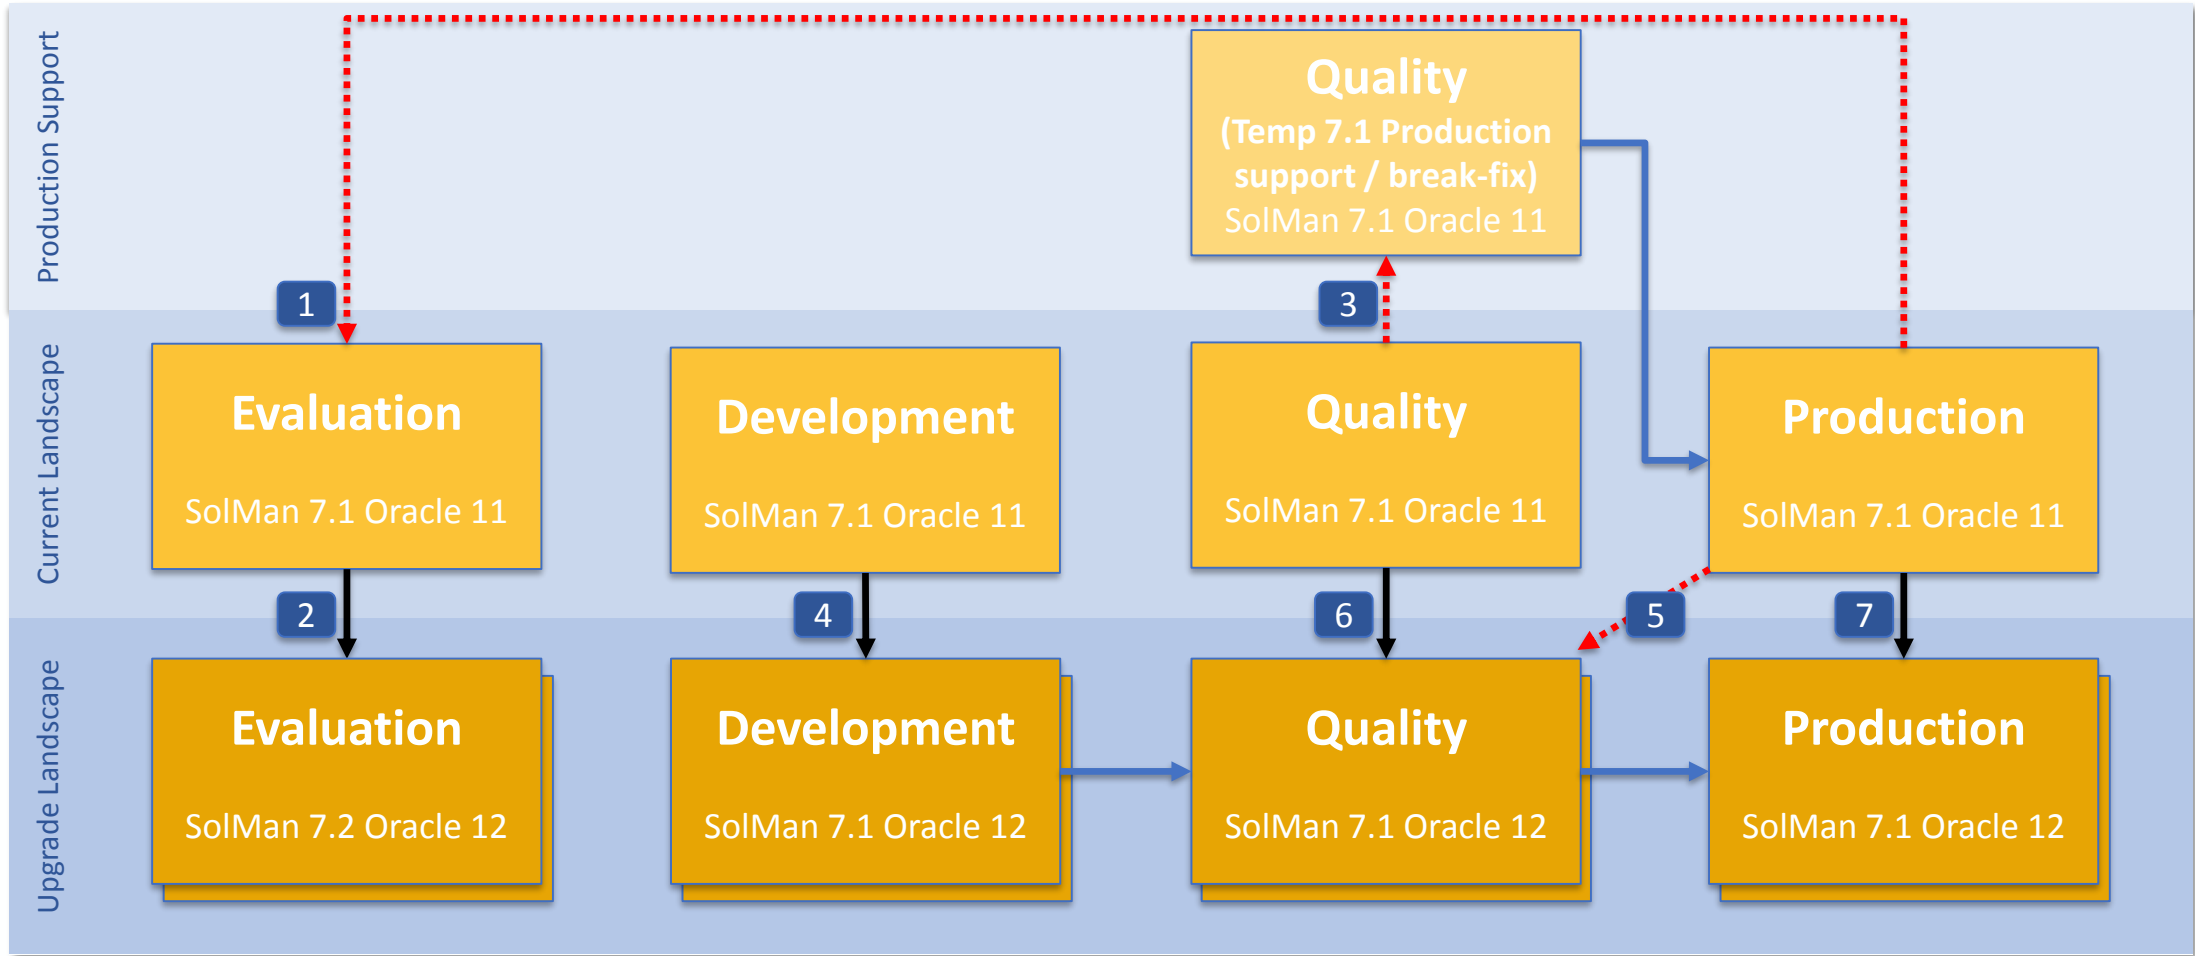 Production Support
Quality
(Temp 7.1 Production
support / break-fix)
SolMan 7.1 Oracle 11
1
3
Current Landscape
Evaluation
SolMan 7.1 Oracle 11
Development
SolMan 7.1 Oracle 11
Quality
SolMan 7.1 Oracle 11
Production
SolMan 7.1 Oracle 11
2
4
6
5
7
Upgrade Landscape
Evaluation
SolMan 7.2 Oracle 12
Development
SolMan 7.1 Oracle 12
Quality
SolMan 7.1 Oracle 12
Production
SolMan 7.1 Oracle 12